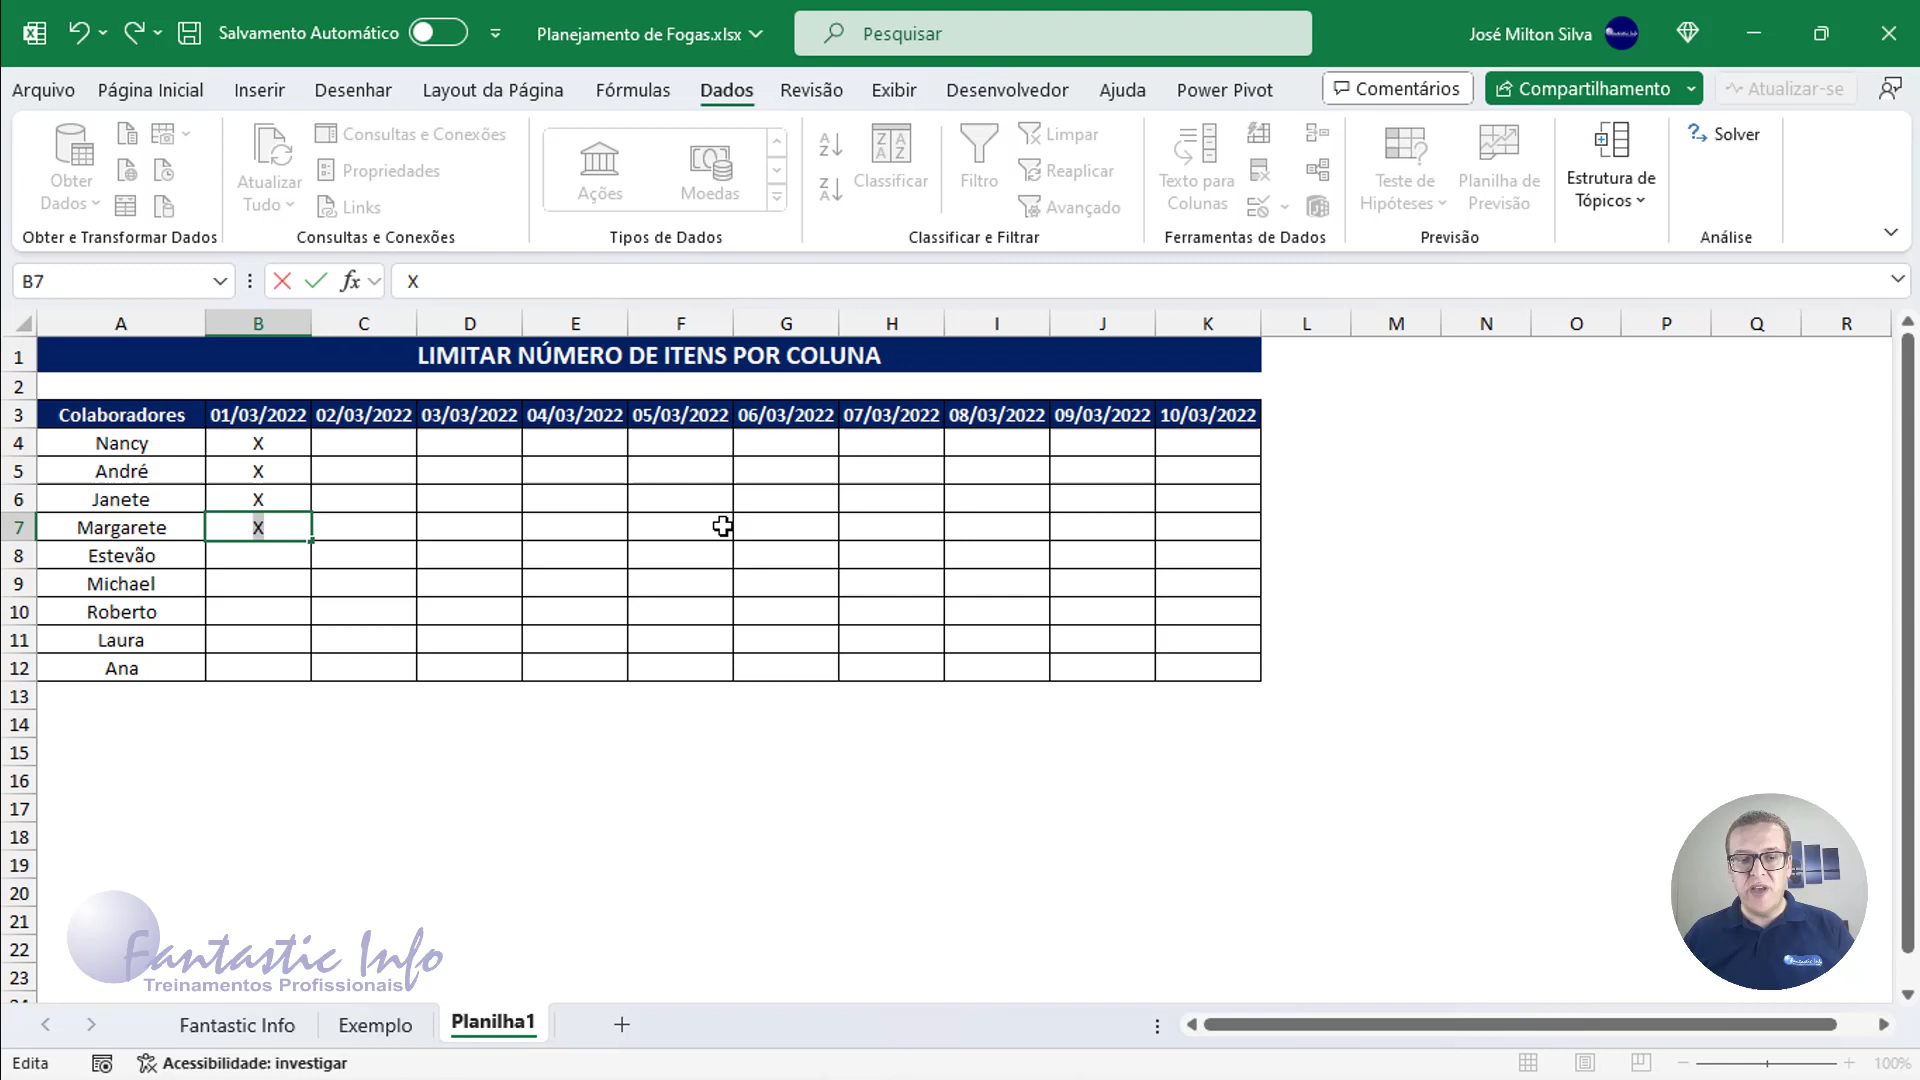 Salvamento Automático
Planejamento de Fogas.xlsx
Pesquisar
José Milton Silva
Arquivo Página Inicial Inserir Desenhar Layout da Página Fórmulas Dados Revisão Exibir Desenvolvedor Ajuda Power Pivot
Comentários
Compartilhamento
Atualizar-se
Obter Dados
Atualizar Tudo
Consultas e Conexões
Propriedades
Links
Ações
Moedas
Classificar
Filtro
Limpar
Reaplicar
Avançado
Texto para Colunas
Teste de Hipóteses
Planilha de Previsão
Estrutura de Tópicos
Solver
Obter e Transformar Dados
Consultas e Conexões
Tipos de Dados
Classificar e Filtrar
Ferramentas de Dados
Previsão
Análise
B7
fx
X
A B C D E F G H I J K L M N O P Q R
1 LIMITAR NÚMERO DE ITENS POR COLUNA
2
3 Colaboradores 01/03/2022 02/03/2022 03/03/2022 04/03/2022 05/03/2022 06/03/2022 07/03/2022 08/03/2022 09/03/2022 10/03/2022
4 Nancy X
5 André X
6 Janete X
7 Margarete X
8 Estevão
9 Michael
10 Roberto
11 Laura
12 Ana
13
14
15
16
17
18
19
20
21
22
23
Fantastic Info
Treinamentos Profissionais
Fantastic Info Exemplo Planilha1
Edita
Acessibilidade: investigar
100%